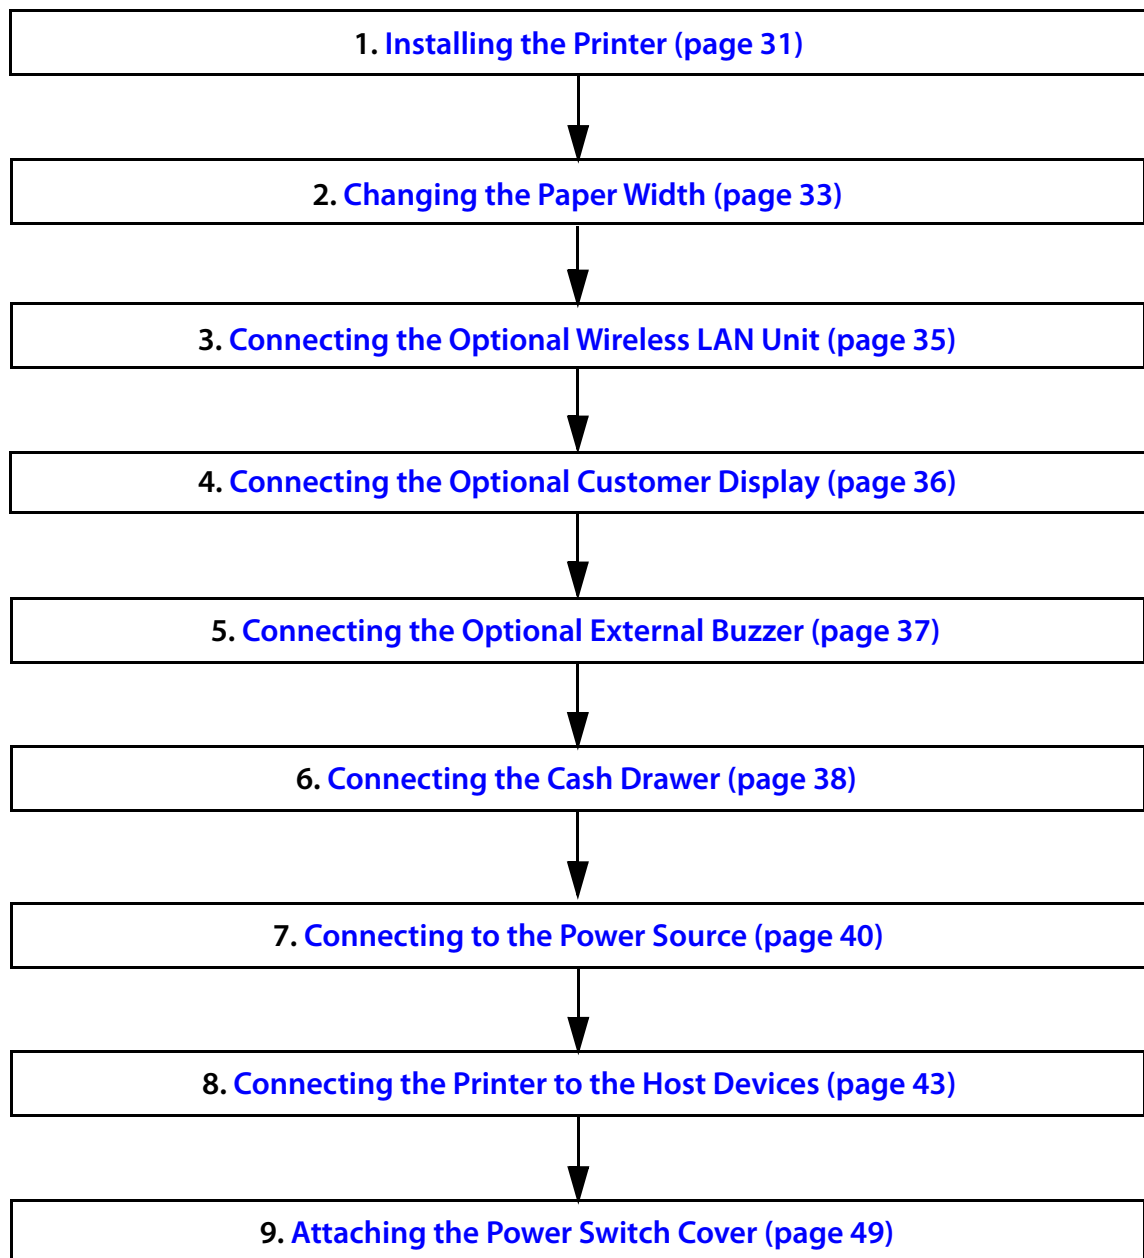 1. Installing the Printer (page 31)
2. Changing the Paper Width (page 33)
3. Connecting the Optional Wireless LAN Unit (page 35)
4. Connecting the Optional Customer Display (page 36)
5. Connecting the Optional External Buzzer (page 37)
6. Connecting the Cash Drawer (page 38)
7. Connecting to the Power Source (page 40)
8. Connecting the Printer to the Host Devices (page 43)
9. Attaching the Power Switch Cover (page 49)